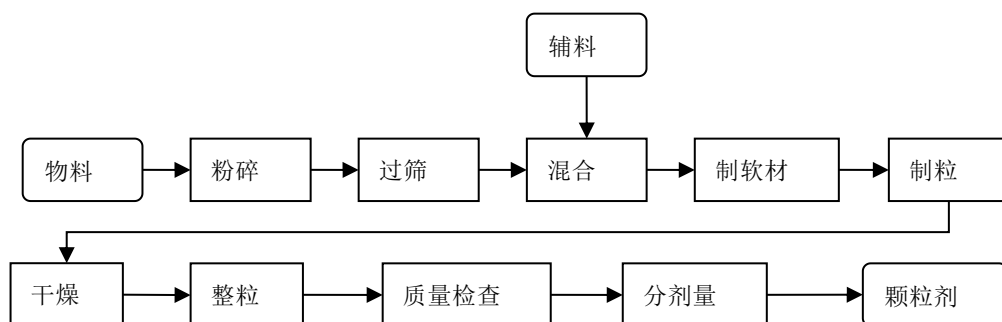 辅料
物料
粉碎
过筛
混合
制软材
制粒
干燥
整粒
质量检查
分剂量
颗粒剂